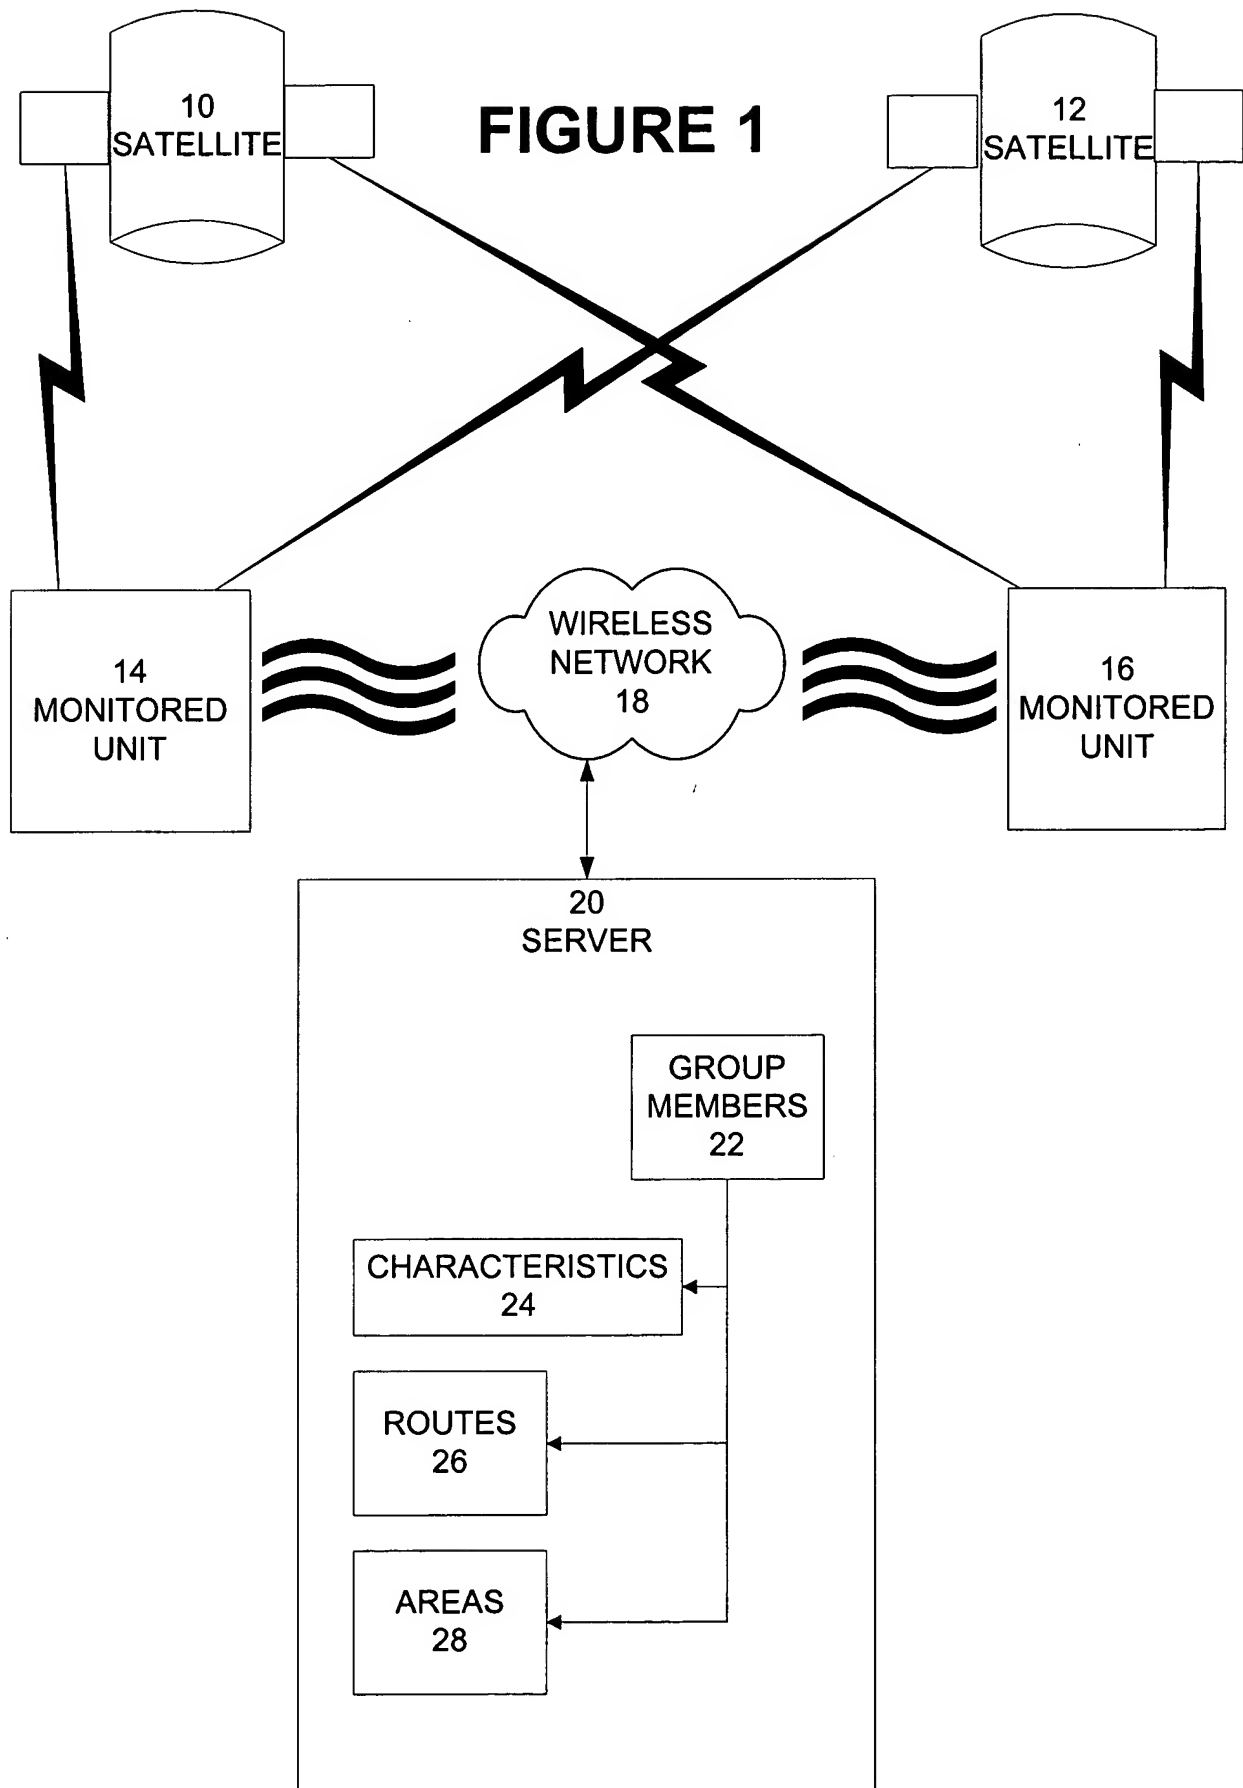 10
SATELLITE
FIGURE 1
12
SATELLITE
14
MONITORED
UNIT
WIRELESS
NETWORK
18
16
MONITORED
UNIT
20
SERVER
GROUP
MEMBERS
22
CHARACTERISTICS
24
ROUTES
26
AREAS
28